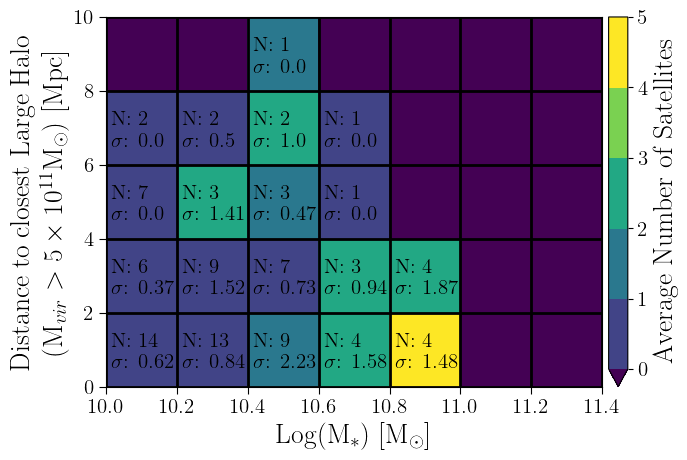 10
8
6
4
2
0
Distance to closest Large Halo
(M_vir > 5 × 10^11 M_⊙) [Mpc]
N: 1
σ: 0.0
N: 2
σ: 0.0
N: 2
σ: 0.5
N: 2
σ: 1.0
N: 1
σ: 0.0
N: 7
σ: 0.0
N: 3
σ: 1.41
N: 3
σ: 0.47
N: 1
σ: 0.0
N: 6
σ: 0.37
N: 9
σ: 1.52
N: 7
σ: 0.73
N: 3
σ: 0.94
N: 4
σ: 1.87
N: 14
σ: 0.62
N: 13
σ: 0.84
N: 9
σ: 2.23
N: 4
σ: 1.58
N: 4
σ: 1.48
10.0 10.2 10.4 10.6 10.8 11.0 11.2 11.4
Log(M_*) [M_⊙]
5
4
3
2
1
0
Average Number of Satellites